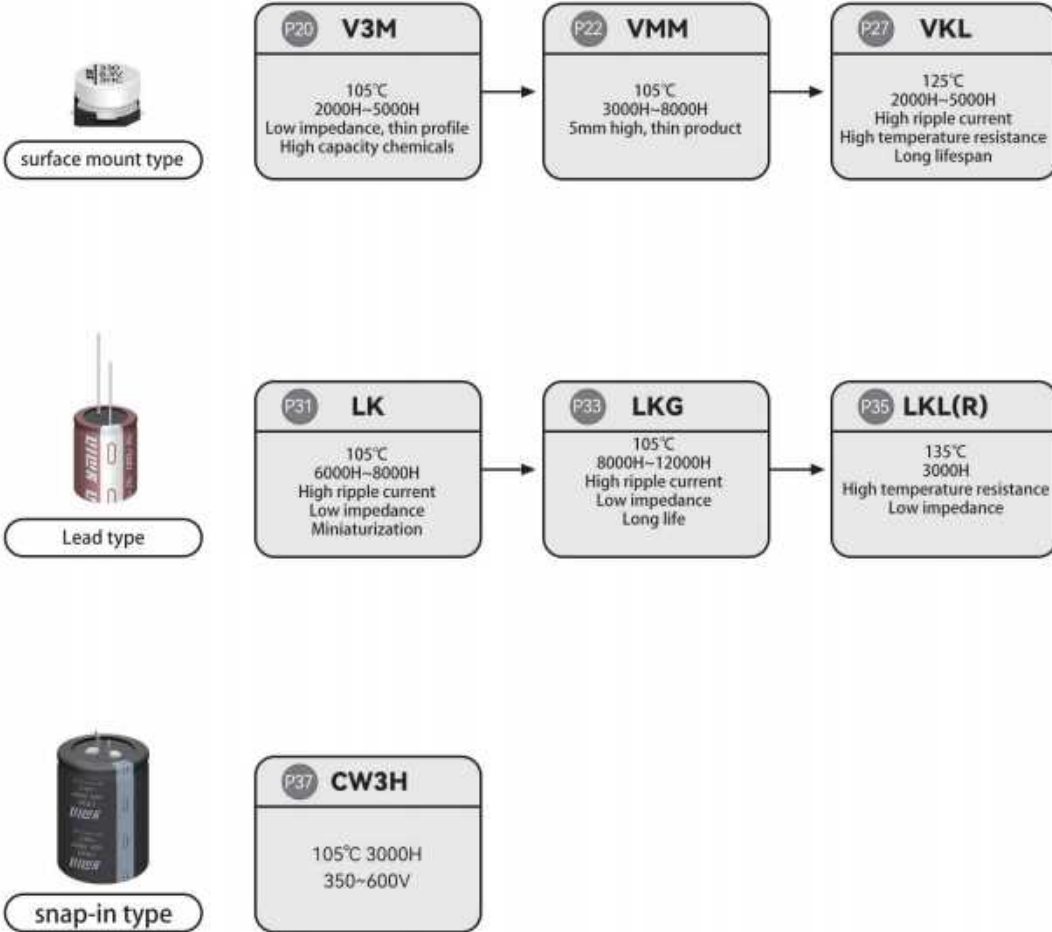 330
6.3V
surface mount type
P20 V3M
105℃
2000H~5000H
Low impedance, thin profile
High capacity chemicals
P22 VMM
105℃
3000H~8000H
5mm high, thin product
P27 VKL
125℃
2000H~5000H
High ripple current
High temperature resistance
Long lifespan
Lead type
P31 LK
105℃
6000H~8000H
High ripple current
Low impedance
Miniaturization
P33 LKG
105℃
8000H~12000H
High ripple current
Low impedance
Long life
P35 LKL(R)
135℃
3000H
High temperature resistance
Low impedance
snap-in type
P37 CW3H
105℃ 3000H
350~600V